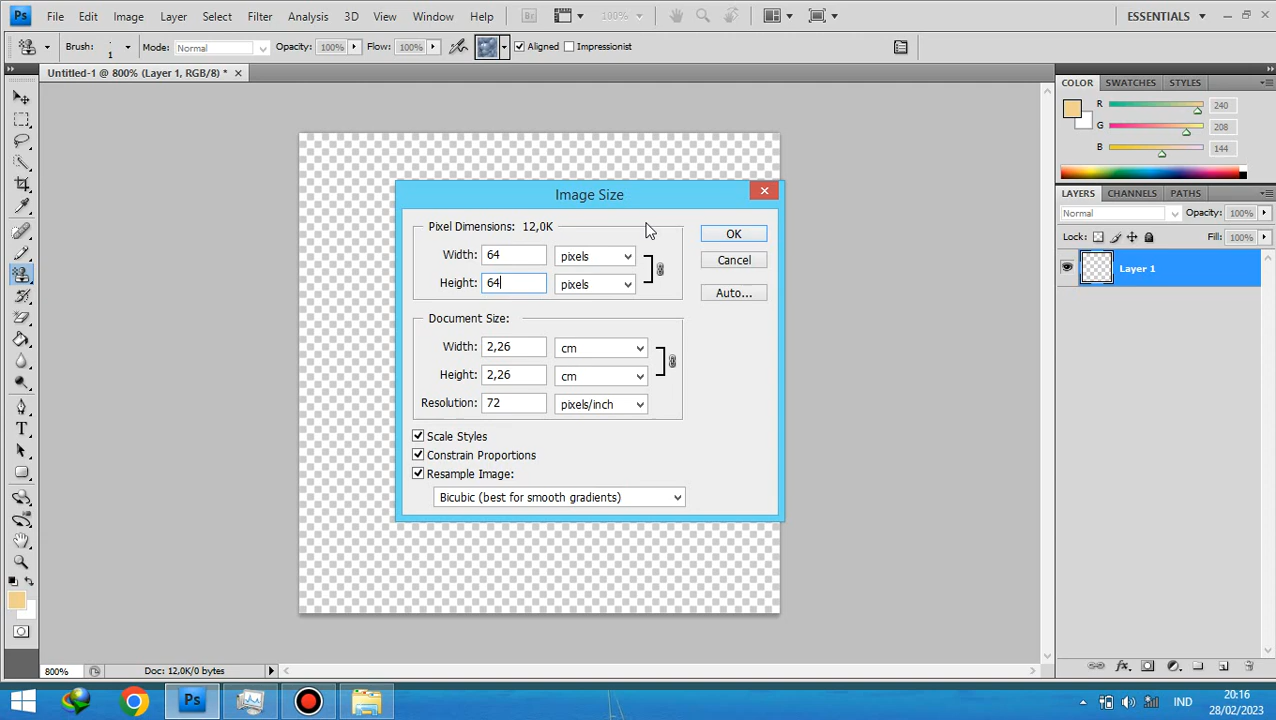 Ps File Edit Image Layer Select Filter Analysis 3D View Window Help Br 100% ESSENTIALS
Brush: 1 Mode: Normal Opacity: 100% Flow: 100% Aligned Impressionist
Untitled-1 @ 800% (Layer 1, RGB/8) *
COLOR SWATCHES STYLES
R 240
G 208
B 144
LAYERS CHANNELS PATHS
Normal Opacity: 100%
Lock: Fill: 100%
Layer 1
Image Size
Pixel Dimensions: 12,0K
Width: 64 pixels
Height: 64 pixels
OK
Cancel
Auto...
Document Size:
Width: 2,26 cm
Height: 2,26 cm
Resolution: 72 pixels/inch
Scale Styles
Constrain Proportions
Resample Image:
Bicubic (best for smooth gradients)
800% Doc: 12.0K/0 bytes
Ps IND 20:16
28/02/2023